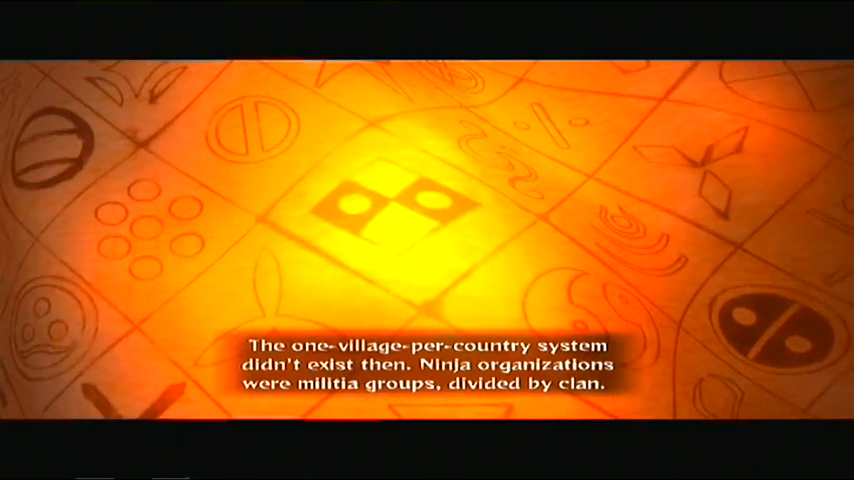 The one-village-per-country system
didn't exist then. Ninja organizations
were militia groups, divided by clan.